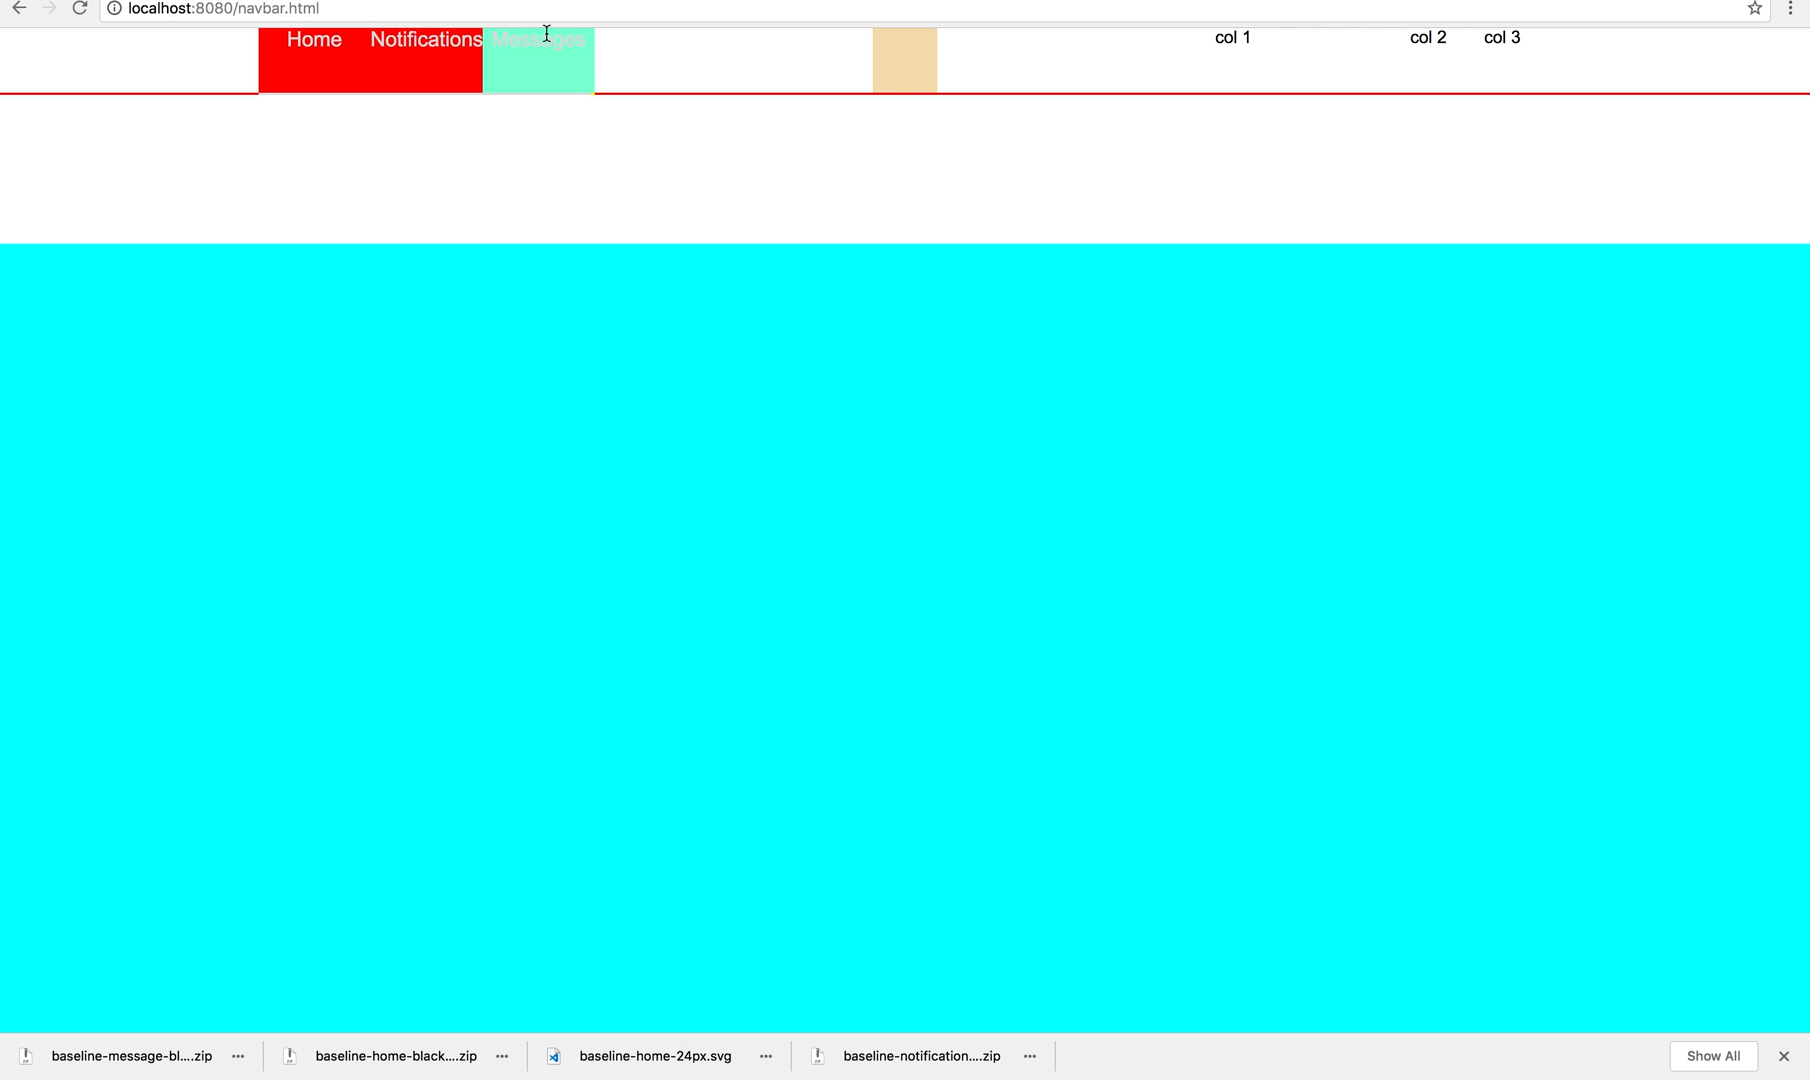 localhost:8080/navbar.html
Home Notifications Messages col 1 col 2 col 3
baseline-message-bl....zip baseline-home-black....zip baseline-home-24px.svg baseline-notification....zip Show All